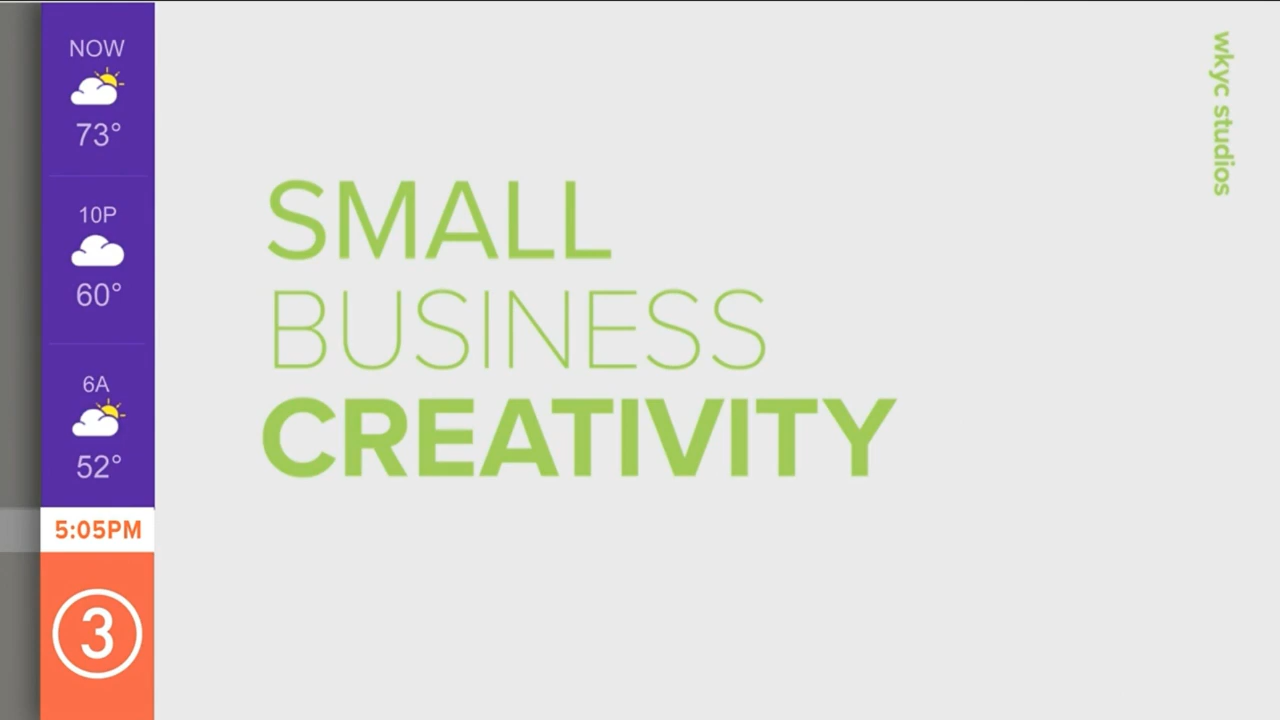 NOW
73°
10P
60°
6A
52°
5:05PM
3
SMALL
BUSINESS
CREATIVITY
wkyc studios